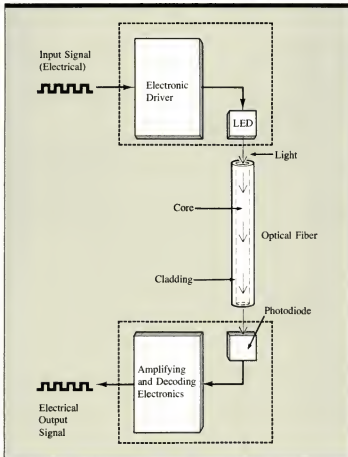 Input Signal
(Electrical)
Electronic
Driver
LED
Light
Core
Optical Fiber
Cladding
Photodiode
Amplifying
and Decoding
Electronics
Electrical
Output
Signal